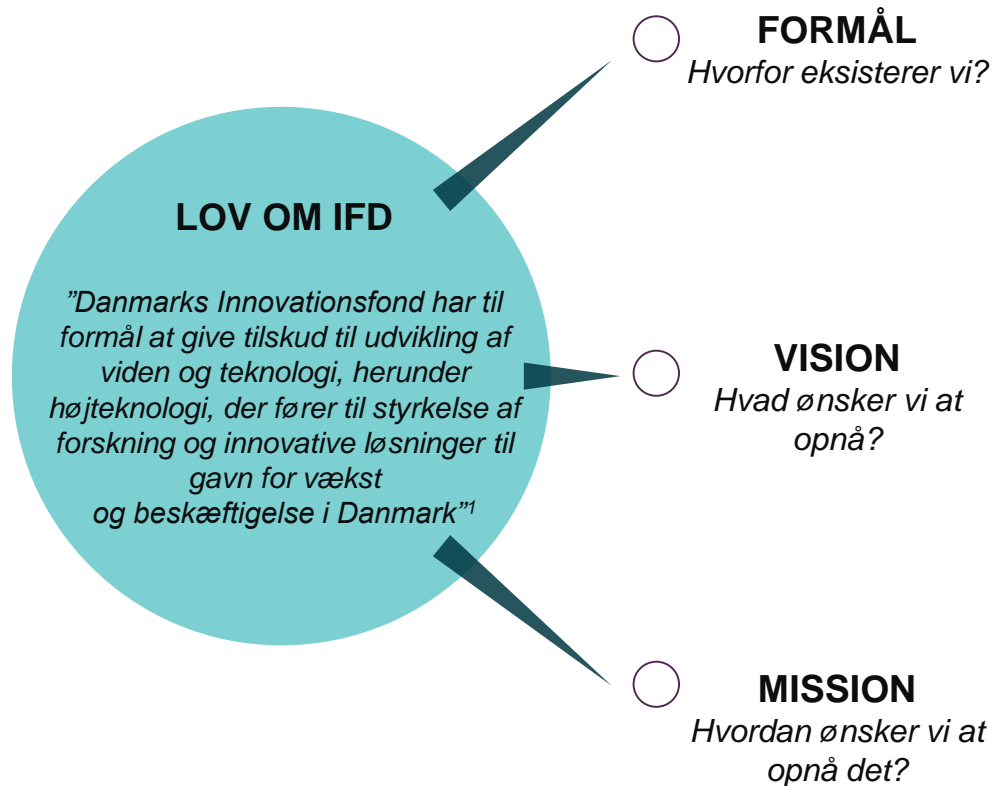 FORMÅL
Hvorfor eksisterer vi?
LOV OM IFD
”Danmarks Innovationsfond har til
formål at give tilskud til udvikling af
viden og teknologi, herunder
højteknologi, der fører til styrkelse af
forskning og innovative løsninger til
gavn for vækst
og beskæftigelse i Danmark”¹
VISION
Hvad ønsker vi at
opnå?
MISSION
Hvordan ønsker vi at
opnå det?